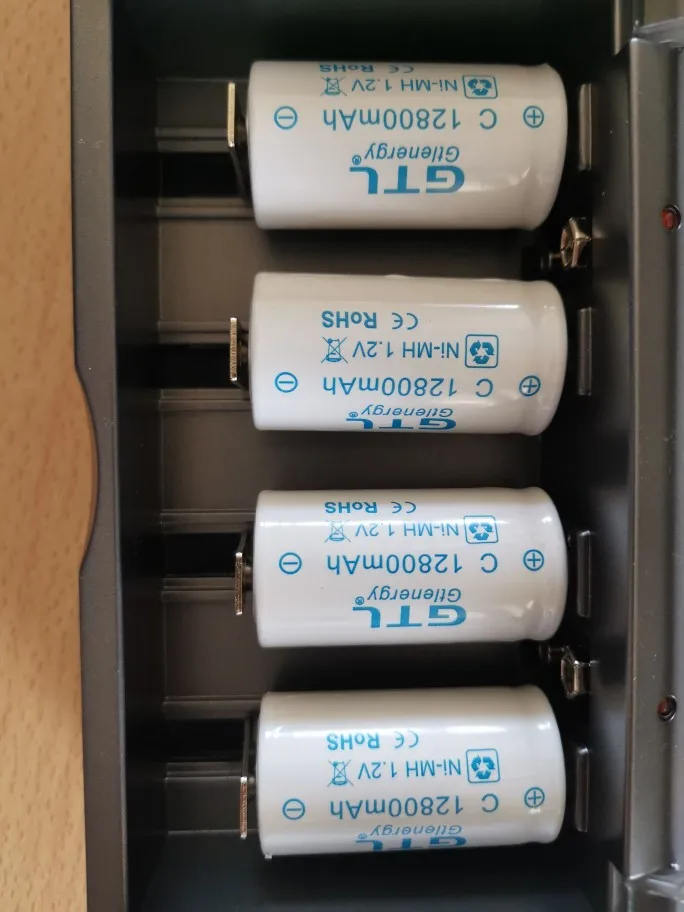 GTL
Gtlenergy®
⊕ C 12800mAh ⊖
Ni-MH 1.2V
CE RoHS
GTL
Gtlenergy®
⊕ C 12800mAh ⊖
Ni-MH 1.2V
CE RoHS
GTL
Gtlenergy®
⊕ C 12800mAh ⊖
Ni-MH 1.2V
CE RoHS
GTL
Gtlenergy®
⊕ C 12800mAh ⊖
Ni-MH 1.2V
CE RoHS